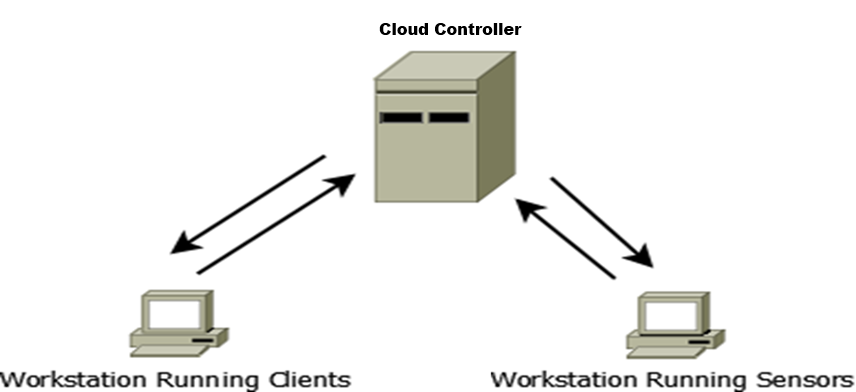 Cloud Controller
Workstation Running Clients
Workstation Running Sensors